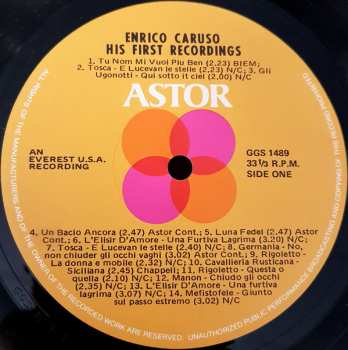 ENRICO CARUSO
HIS FIRST RECORDINGS
1. Tu Nom Mi Vuoi Piu Ben (2.23) BIEM;
2. Tosca - E Lucevan le stelle (2.23) N/C; 3. Gli
Ugonotti - Qui sotto it ciel (2.00) N/C
ASTOR
AN
EVEREST U.S.A.
RECORDING
GGS 1489
33⅓ R.P.M.
SIDE ONE
4. Un Bacio Ancora (2.47) Astor Cont.; 5. Luna Fedel (2.41)
Astor Cont.; 6. L'Elisir D'Amore - Una Furtiva Lagrima (3.20) N/C;
7. Tosca - E Lucevan le stelle (2.40) N/C; 8. Germania - No,
non chiuder gli occhi vaghi (3.02) Astor Cont.; 9. Rigoletto -
La donna e mobile (2.32) N/C; 10. Cavalleria Rusticana -
Siciliana (2.45) Chappell; 11. Rigoletto - Questa o
quella (2.10) N/C; 12. Manon - Chiudo gli occhi
(2.35) N/C; 13. L'Elisir D'Amore - Una furtiva
lagrima (3.07) N/C; 14. Mefistofele - Giunto
sul passo estremo (3.02) N/C
ALL RIGHTS OF THE MANUFACTURERS AND OF THE OWNER OF THE RECORDED WORK ARE RESERVED. UNAUTHORIZED PUBLIC PERFORMANCE, BROADCASTING AND COPYING OF THIS RECORD PROHIBITED